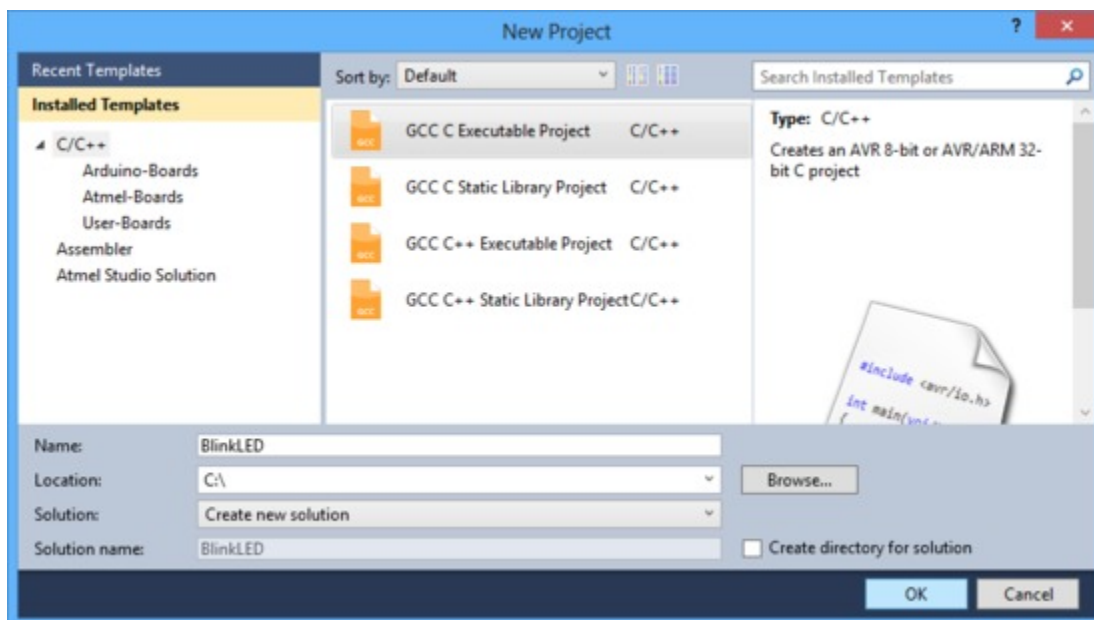 New Project
?
Recent Templates
Installed Templates
C/C++
Arduino-Boards
Atmel-Boards
User-Boards
Assembler
Atmel Studio Solution
Sort by: Default
GCC C Executable Project C/C++
GCC C Static Library Project C/C++
GCC C++ Executable Project C/C++
GCC C++ Static Library Project C/C++
Search Installed Templates
Type: C/C++
Creates an AVR 8-bit or AVR/ARM 32-
bit C project
#include <avr/io.h>
int main(
{
Name: BlinkLED
Location: C:\
Browse...
Solution: Create new solution
Solution name: BlinkLED
Create directory for solution
OK
Cancel